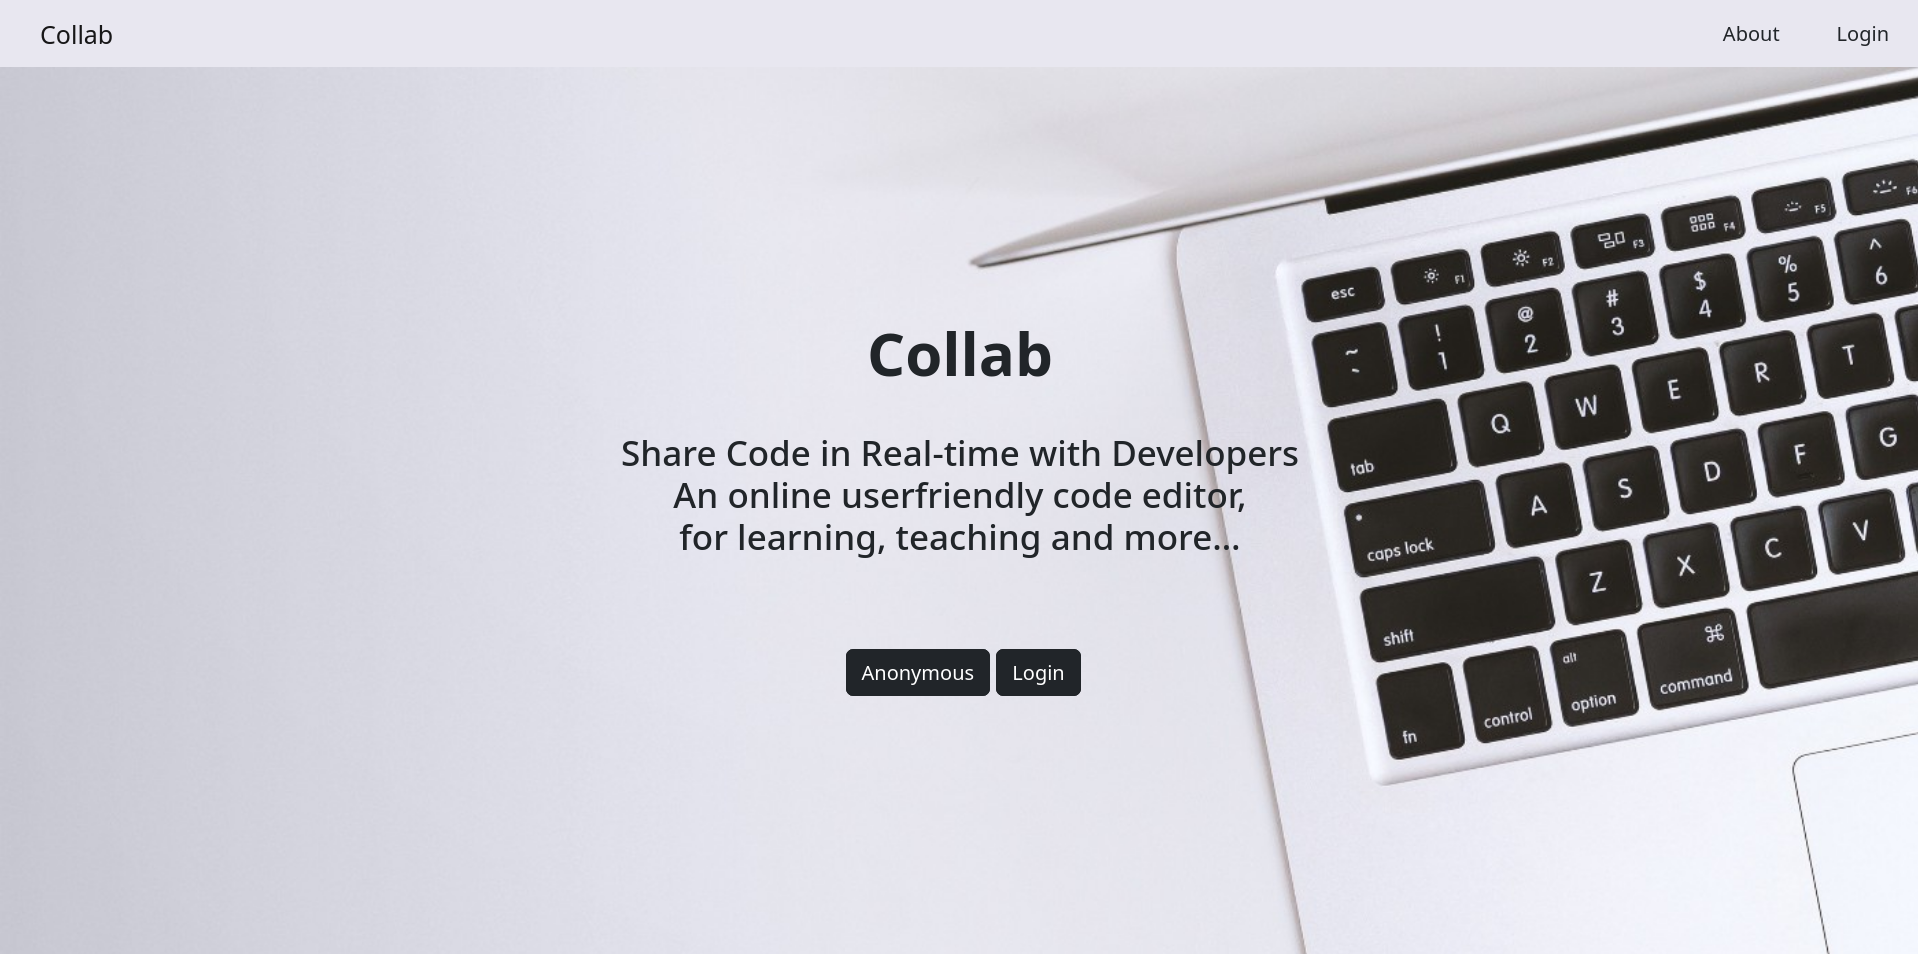 Collab
About Login
Collab
Share Code in Real-time with Developers
An online userfriendly code editor,
for learning, teaching and more...
Anonymous Login
esc F1 F2 F3 F4 F5 F6
~ ` ! 1 @ 2 # 3 $ 4 % 5 ^ 6
tab Q W E R T
caps lock A S D F G
shift Z X C V
fn control alt option ⌘ command